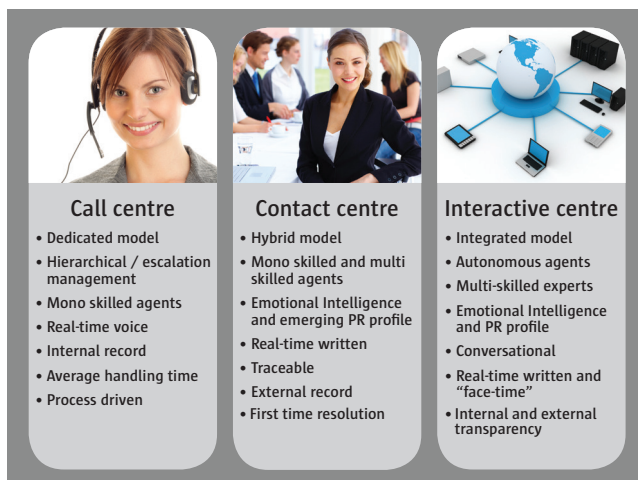 Call centre
• Dedicated model
• Hierarchical / escalation
management
• Mono skilled agents
• Real-time voice
• Internal record
• Average handling time
• Process driven
Contact centre
• Hybrid model
• Mono skilled and multi
skilled agents
• Emotional Intelligence
and emerging PR profile
• Real-time written
• Traceable
• External record
• First time resolution
Interactive centre
• Integrated model
• Autonomous agents
• Multi-skilled experts
• Emotional Intelligence
and PR profile
• Conversational
• Real-time written and
“face-time”
• Internal and external
transparency